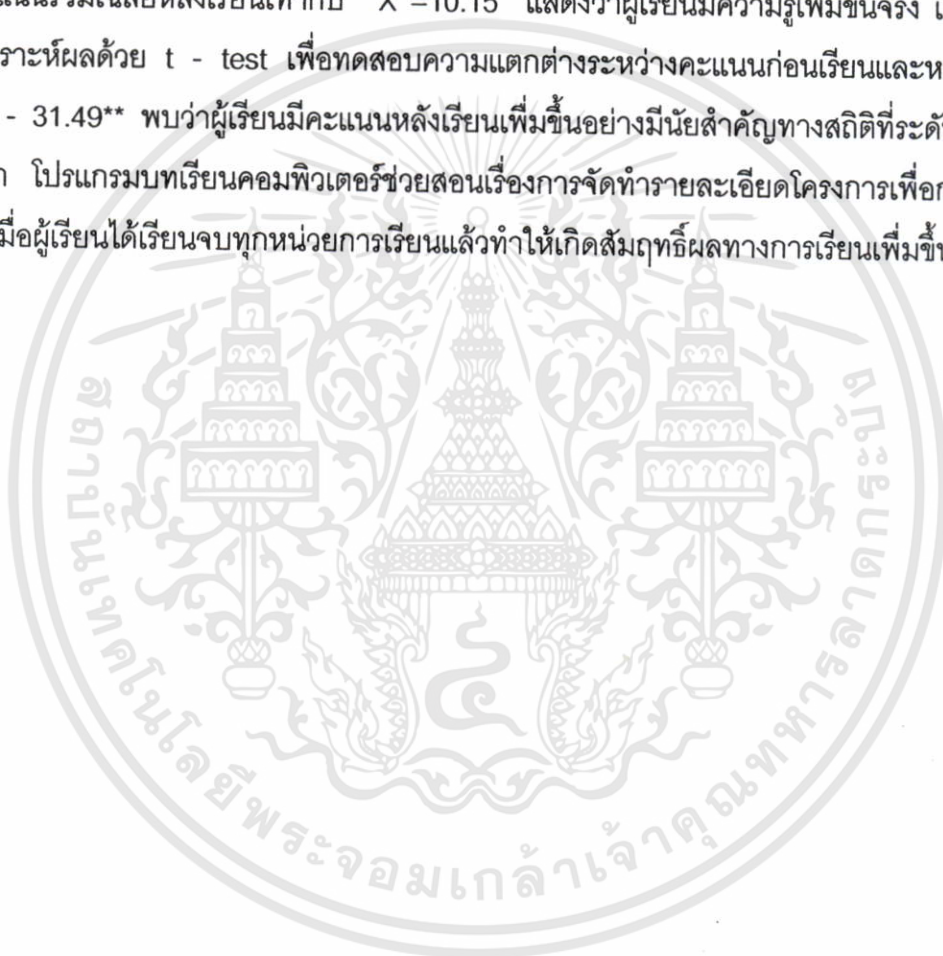 หลังเรียนเท่ากับ X =10.15 แสดงว่าผู้เรียนมีความรู้เพิ่มขึ้นจริง
ราะห์ผลด้วย t - test เพื่อทดสอบความแตกต่างระหว่างคะแนนก่อนเรียนและห
- 31.49** พบว่าผู้เรียนมีคะแนนหลังเรียนเพิ่มขึ้นอย่างมีนัยสำคัญทางสถิติที่ระดั
โปรแกรมบทเรียนคอมพิวเตอร์ช่วยสอนเรื่องการจัดทำรายละเอียดโครงการเพื่อก
มื่อผู้เรียนได้เรียนจบทุกหน่วยการเรียนแล้วทำให้เกิดสัมฤทธิ์ผลทางการเรียนเพิ่มขึ้น
สถาบันเทคโนโลยีพระจอมเกล้าเจ้าคุณทหารลาดกระบัง